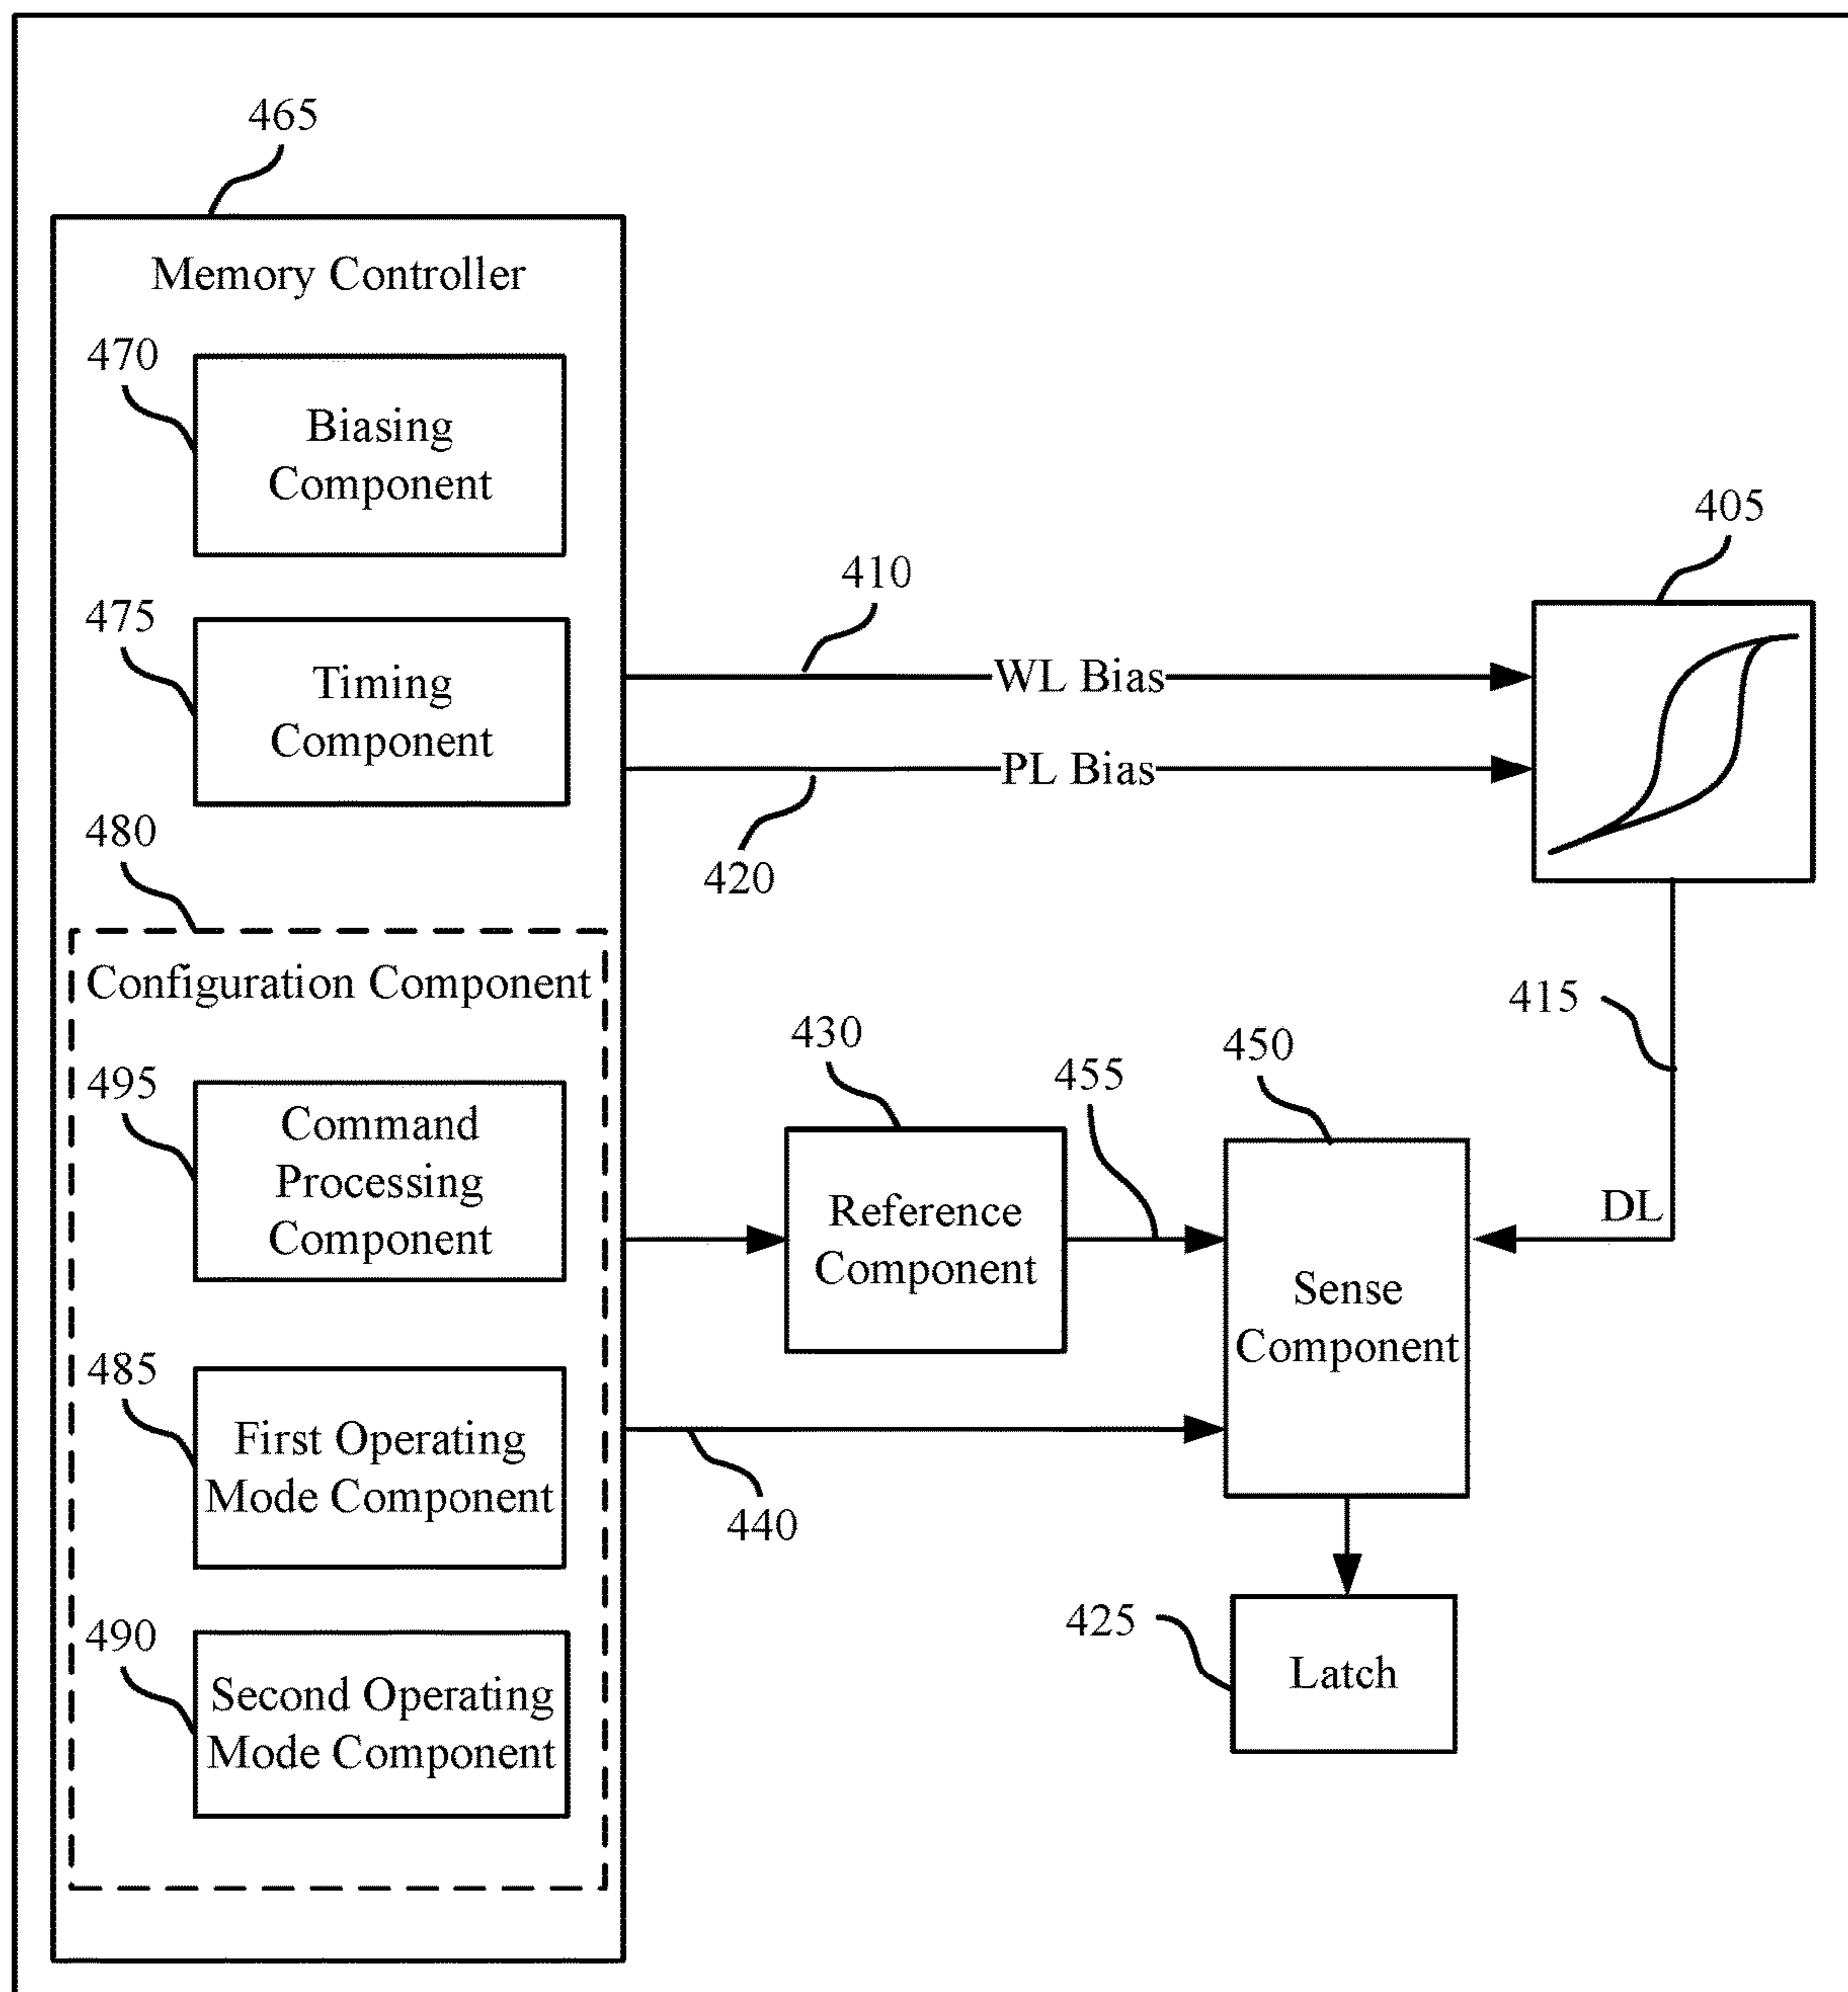 465
Memory Controller
470
Biasing
Component
475
Timing
Component
480
Configuration Component
495
Command
Processing
Component
485
First Operating
Mode Component
490
Second Operating
Mode Component
410
WL Bias
PL Bias
420
405
415
430
Reference
Component
455
450
DL
Sense
Component
440
425
Latch